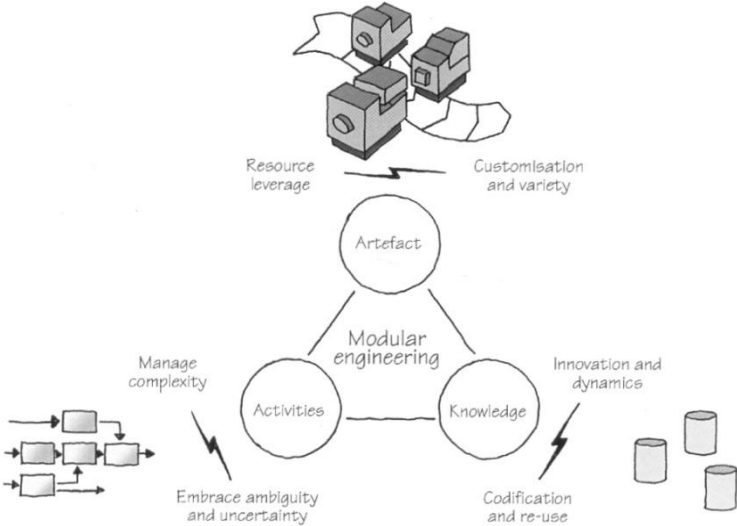 Resource
leverage
Customisation
and variety
Artefact
Modular
engineering
Manage
complexity
Innovation and
dynamics
Activities
Knowledge
Embrace ambiguity
and uncertainty
Codification
and re-use